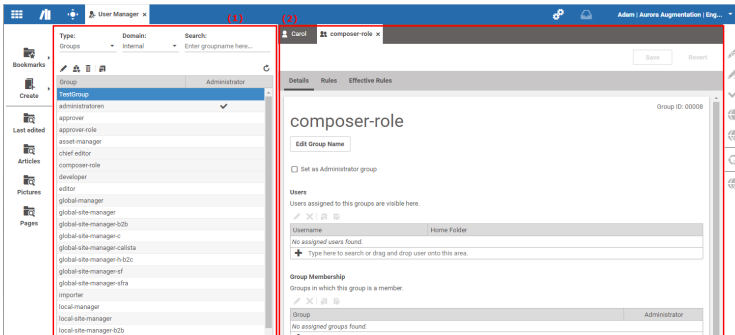 User Manager ×
(1)
(2)
Adam | Aurora Augmentation | Eng...
Bookmarks
Create
Last edited
Articles
Pictures
Pages
Type:
Domain:
Search:
Groups
Internal
Enter groupname here...
Group
Administrator
TestGroup
administratoren
approver
approver-role
asset-manager
chief editor
composer-role
developer
editor
global-manager
global-site-manager
global-site-manager-b2b
global-site-manager-c
global-site-manager-calista
global-site-manager-h-b2c
global-site-manager-sf
global-site-manager-sfra
importer
local-manager
local-site-manager
local-site-manager-b2b
Carol
composer-role ×
Save
Revert
Details
Rules
Effective Rules
Group ID: 00008
composer-role
Edit Group Name
Set as Administrator group
Users
Users assigned to this groups are visible here.
Username
Home Folder
No assigned users found.
Type here to search or drag and drop user onto this area.
Group Membership
Groups in which this group is a member.
Group
Administrator
No assigned groups found.